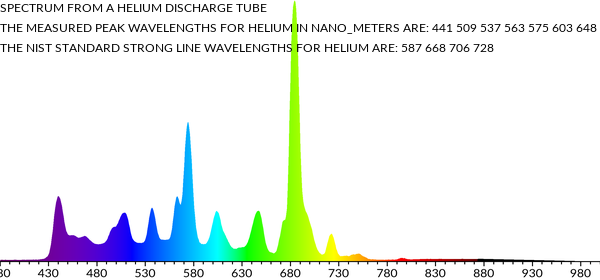 SPECTRUM FROM A HELIUM DISCHARGE TUBE
THE MEASURED PEAK WAVELENGTHS FOR HELIUM IN NANO_METERS ARE: 441 509 537 563 575 603 648
THE NIST STANDARD STRONG LINE WAVELENGTHS FOR HELIUM ARE: 587 668 706 728
80 430 480 530 580 630 680 730 780 830 880 930 980